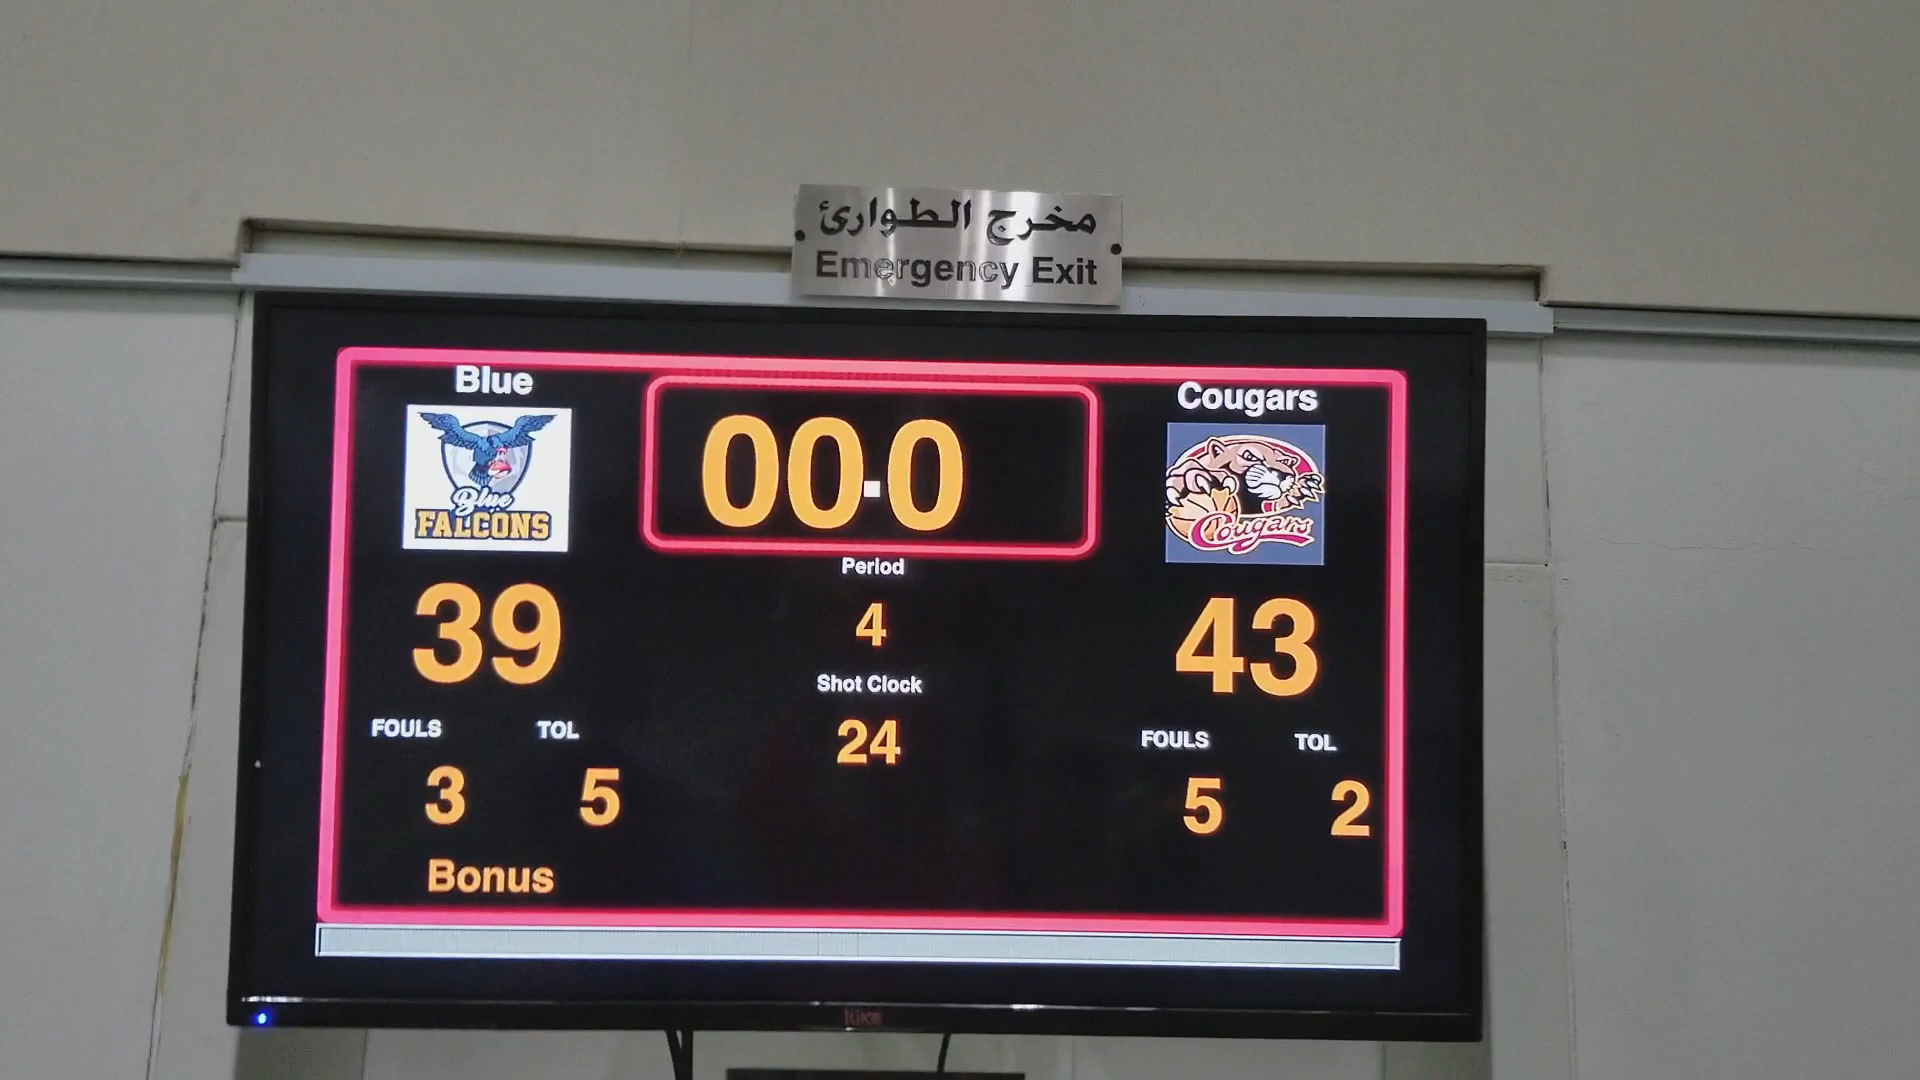 مخرج الطوارئ
Emergency Exit
Blue
00.0
Cougars
Blue
FALCONS
Cougars
Period
39
4
43
Shot Clock
24
FOULS TOL
FOULS TOL
3 5
5 2
Bonus
iLike